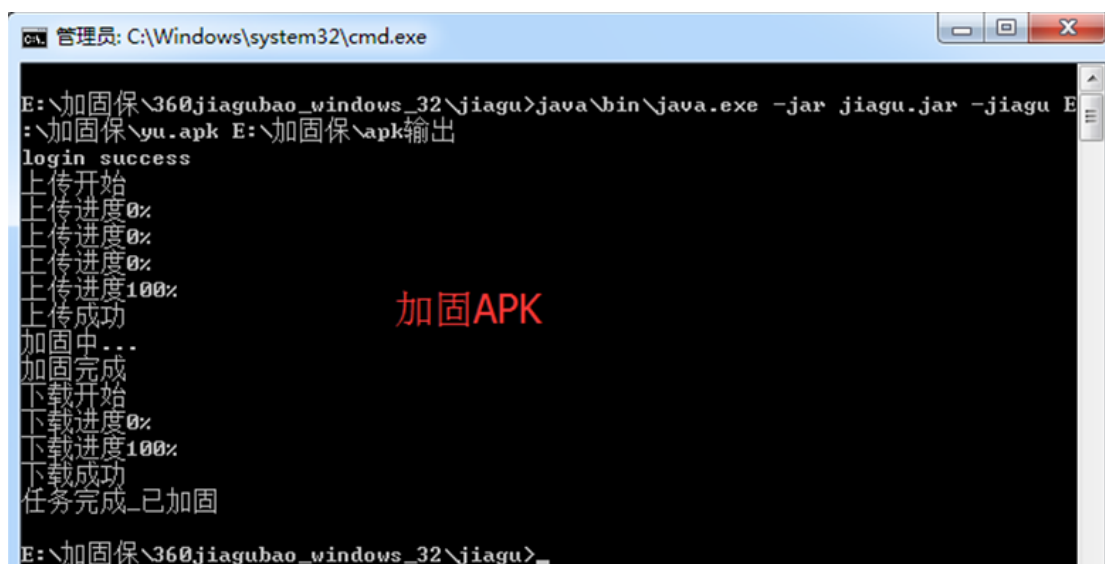 管理员: C:\Windows\system32\cmd.exe
E:\加固保\360jiagubao_windows_32\jiagu>java\bin\java.exe -jar jiagu.jar -jiagu E
:\加固保\yu.apk E:\加固保\apk输出
login success
上传开始
上传进度0%
上传进度0%
上传进度0%
上传进度100%
上传成功
加固APK
加固中...
加固完成
下载开始
下载进度0%
下载进度100%
下载成功
任务完成_已加固
E:\加固保\360jiagubao_windows_32\jiagu>_